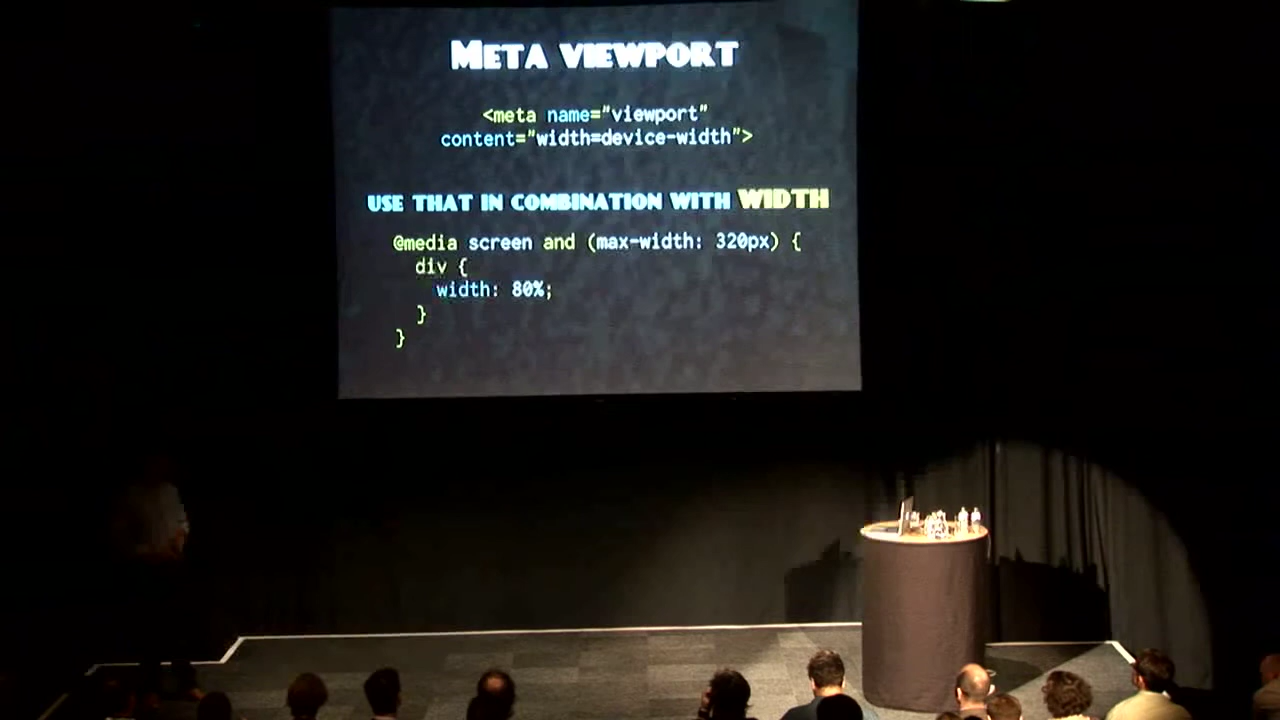 META VIEWPORT
<meta name="viewport"
content="width=device-width">
USE THAT IN COMBINATION WITH WIDTH
@media screen and (max-width: 320px) {
div {
width: 80%;
}
}